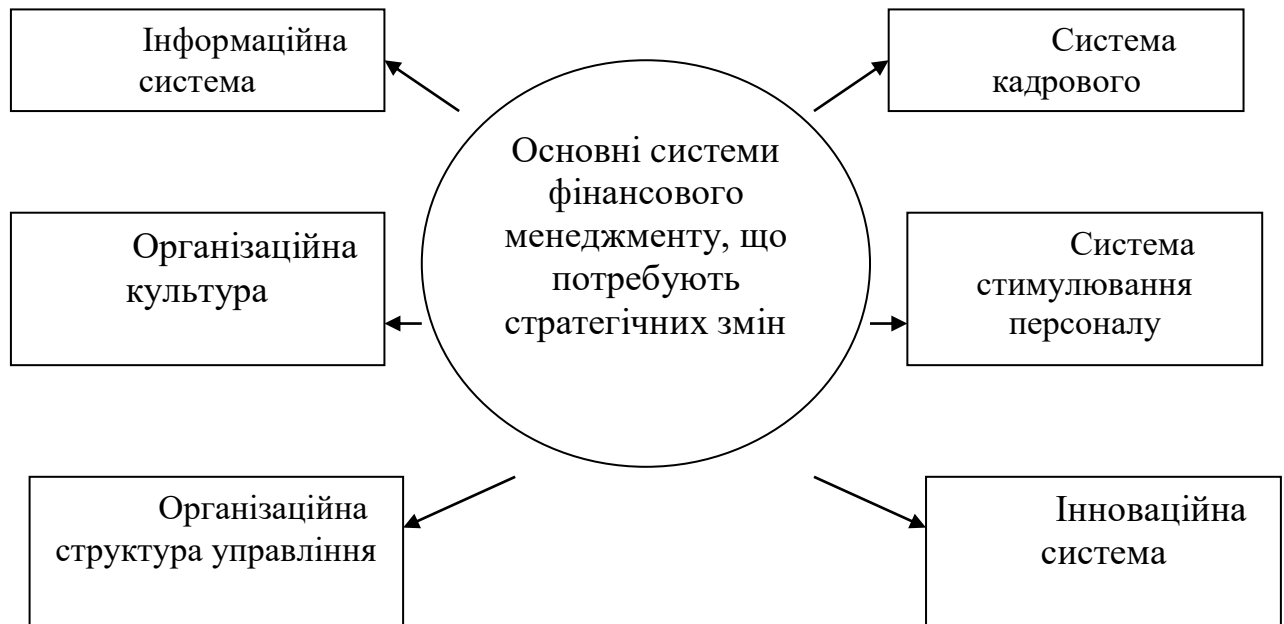 Інформаційна
система
Система
кадрового
Основні системи
фінансового
менеджменту, що
потребують
стратегічних змін
Організаційна
культура
Система
стимулювання
персоналу
Організаційна
структура управління
Інноваційна
система